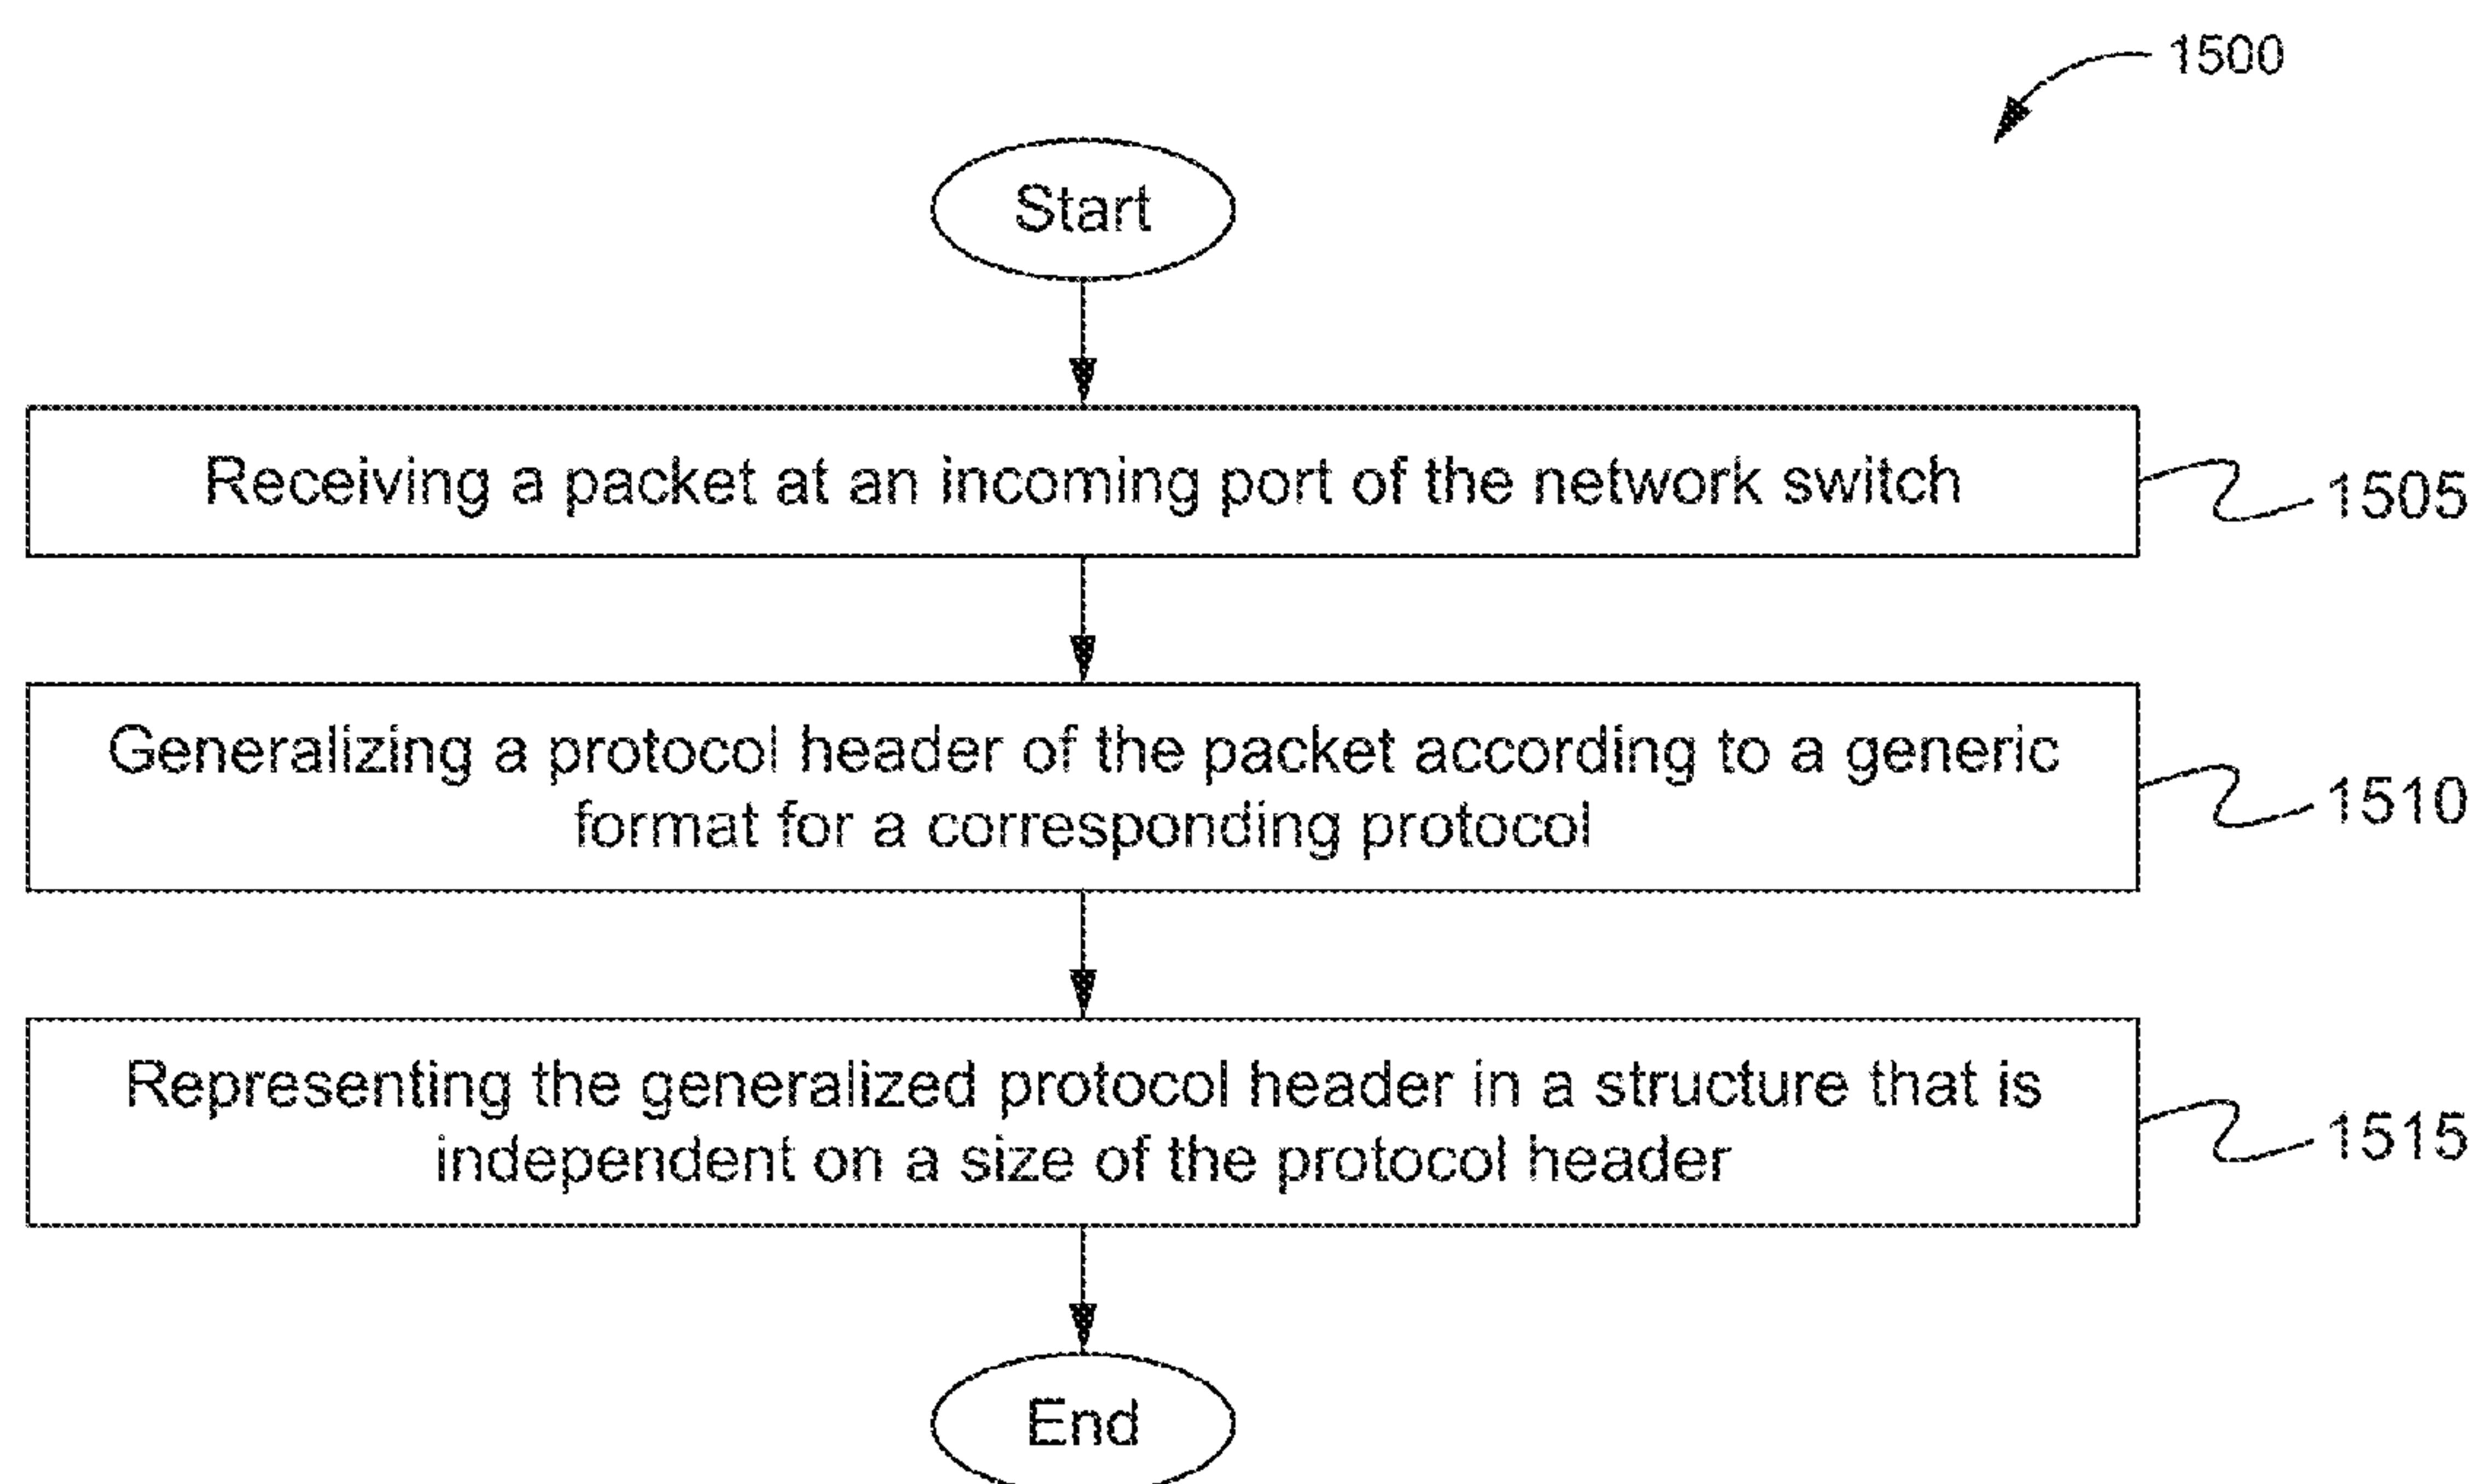 1500
Start
Receiving a packet at an incoming port of the network switch
1505
Generalizing a protocol header of the packet according to a generic
format for a corresponding protocol
1510
Representing the generalized protocol header in a structure that is
independent on a size of the protocol header
1515
End